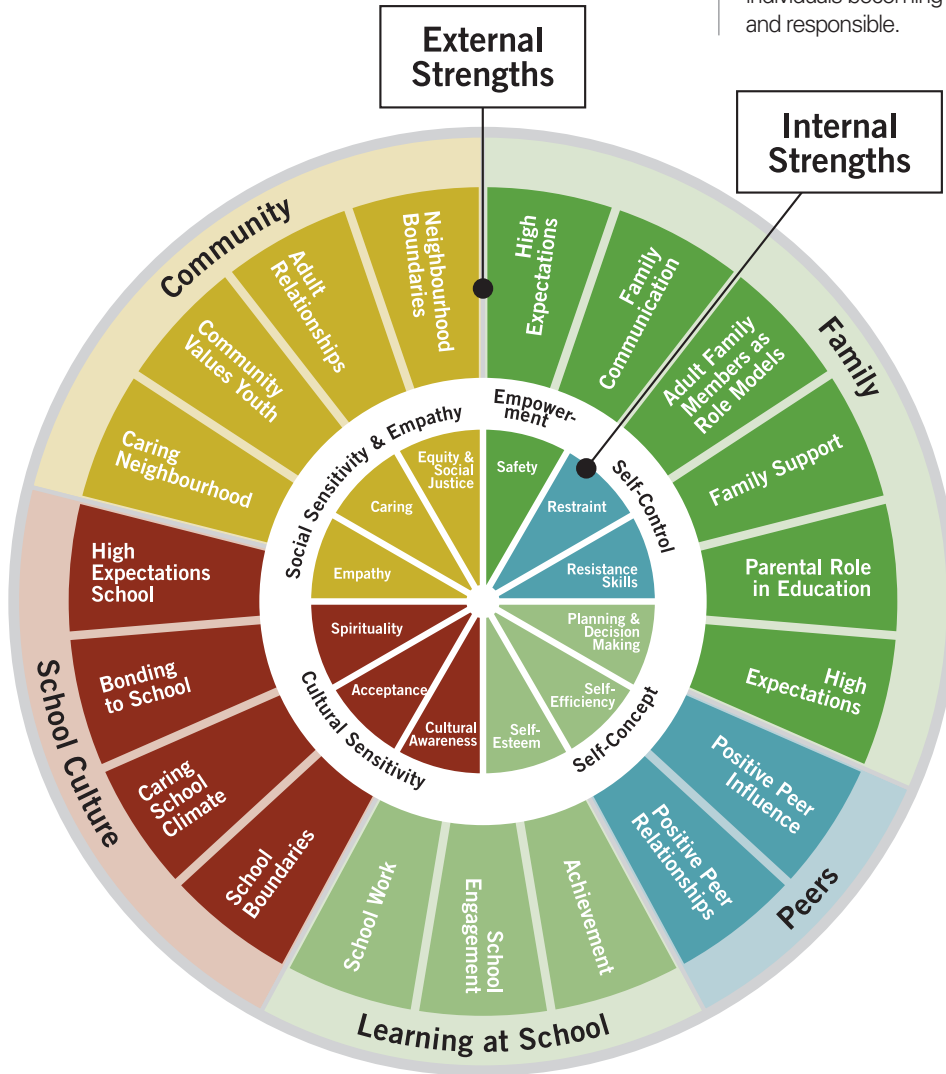 and responsible.
External
Strengths
Internal
Strengths
Community
Neighbourhood
Boundaries
Adult
Relationships
Community
Values Youth
Caring
Neighbourhood
Family
High
Expectations
Family
Communication
Adult Family
Members as
Role Models
Family Support
Parental Role
in Education
High
Expectations
Peers
Positive Peer
Influence
Positive Peer
Relationships
Learning at School
Achievement
School
Engagement
School Work
School Culture
School
Boundaries
Caring
School
Climate
Bonding
to School
High
Expectations
School
Social Sensitivity & Empathy
Equity &
Social
Justice
Caring
Empathy
Empower-
ment
Safety
Self-Control
Restraint
Resistance
Skills
Self-Concept
Planning &
Decision
Making
Self-
Efficiency
Self-
Esteem
Cultural Sensitivity
Cultural
Awareness
Acceptance
Spirituality